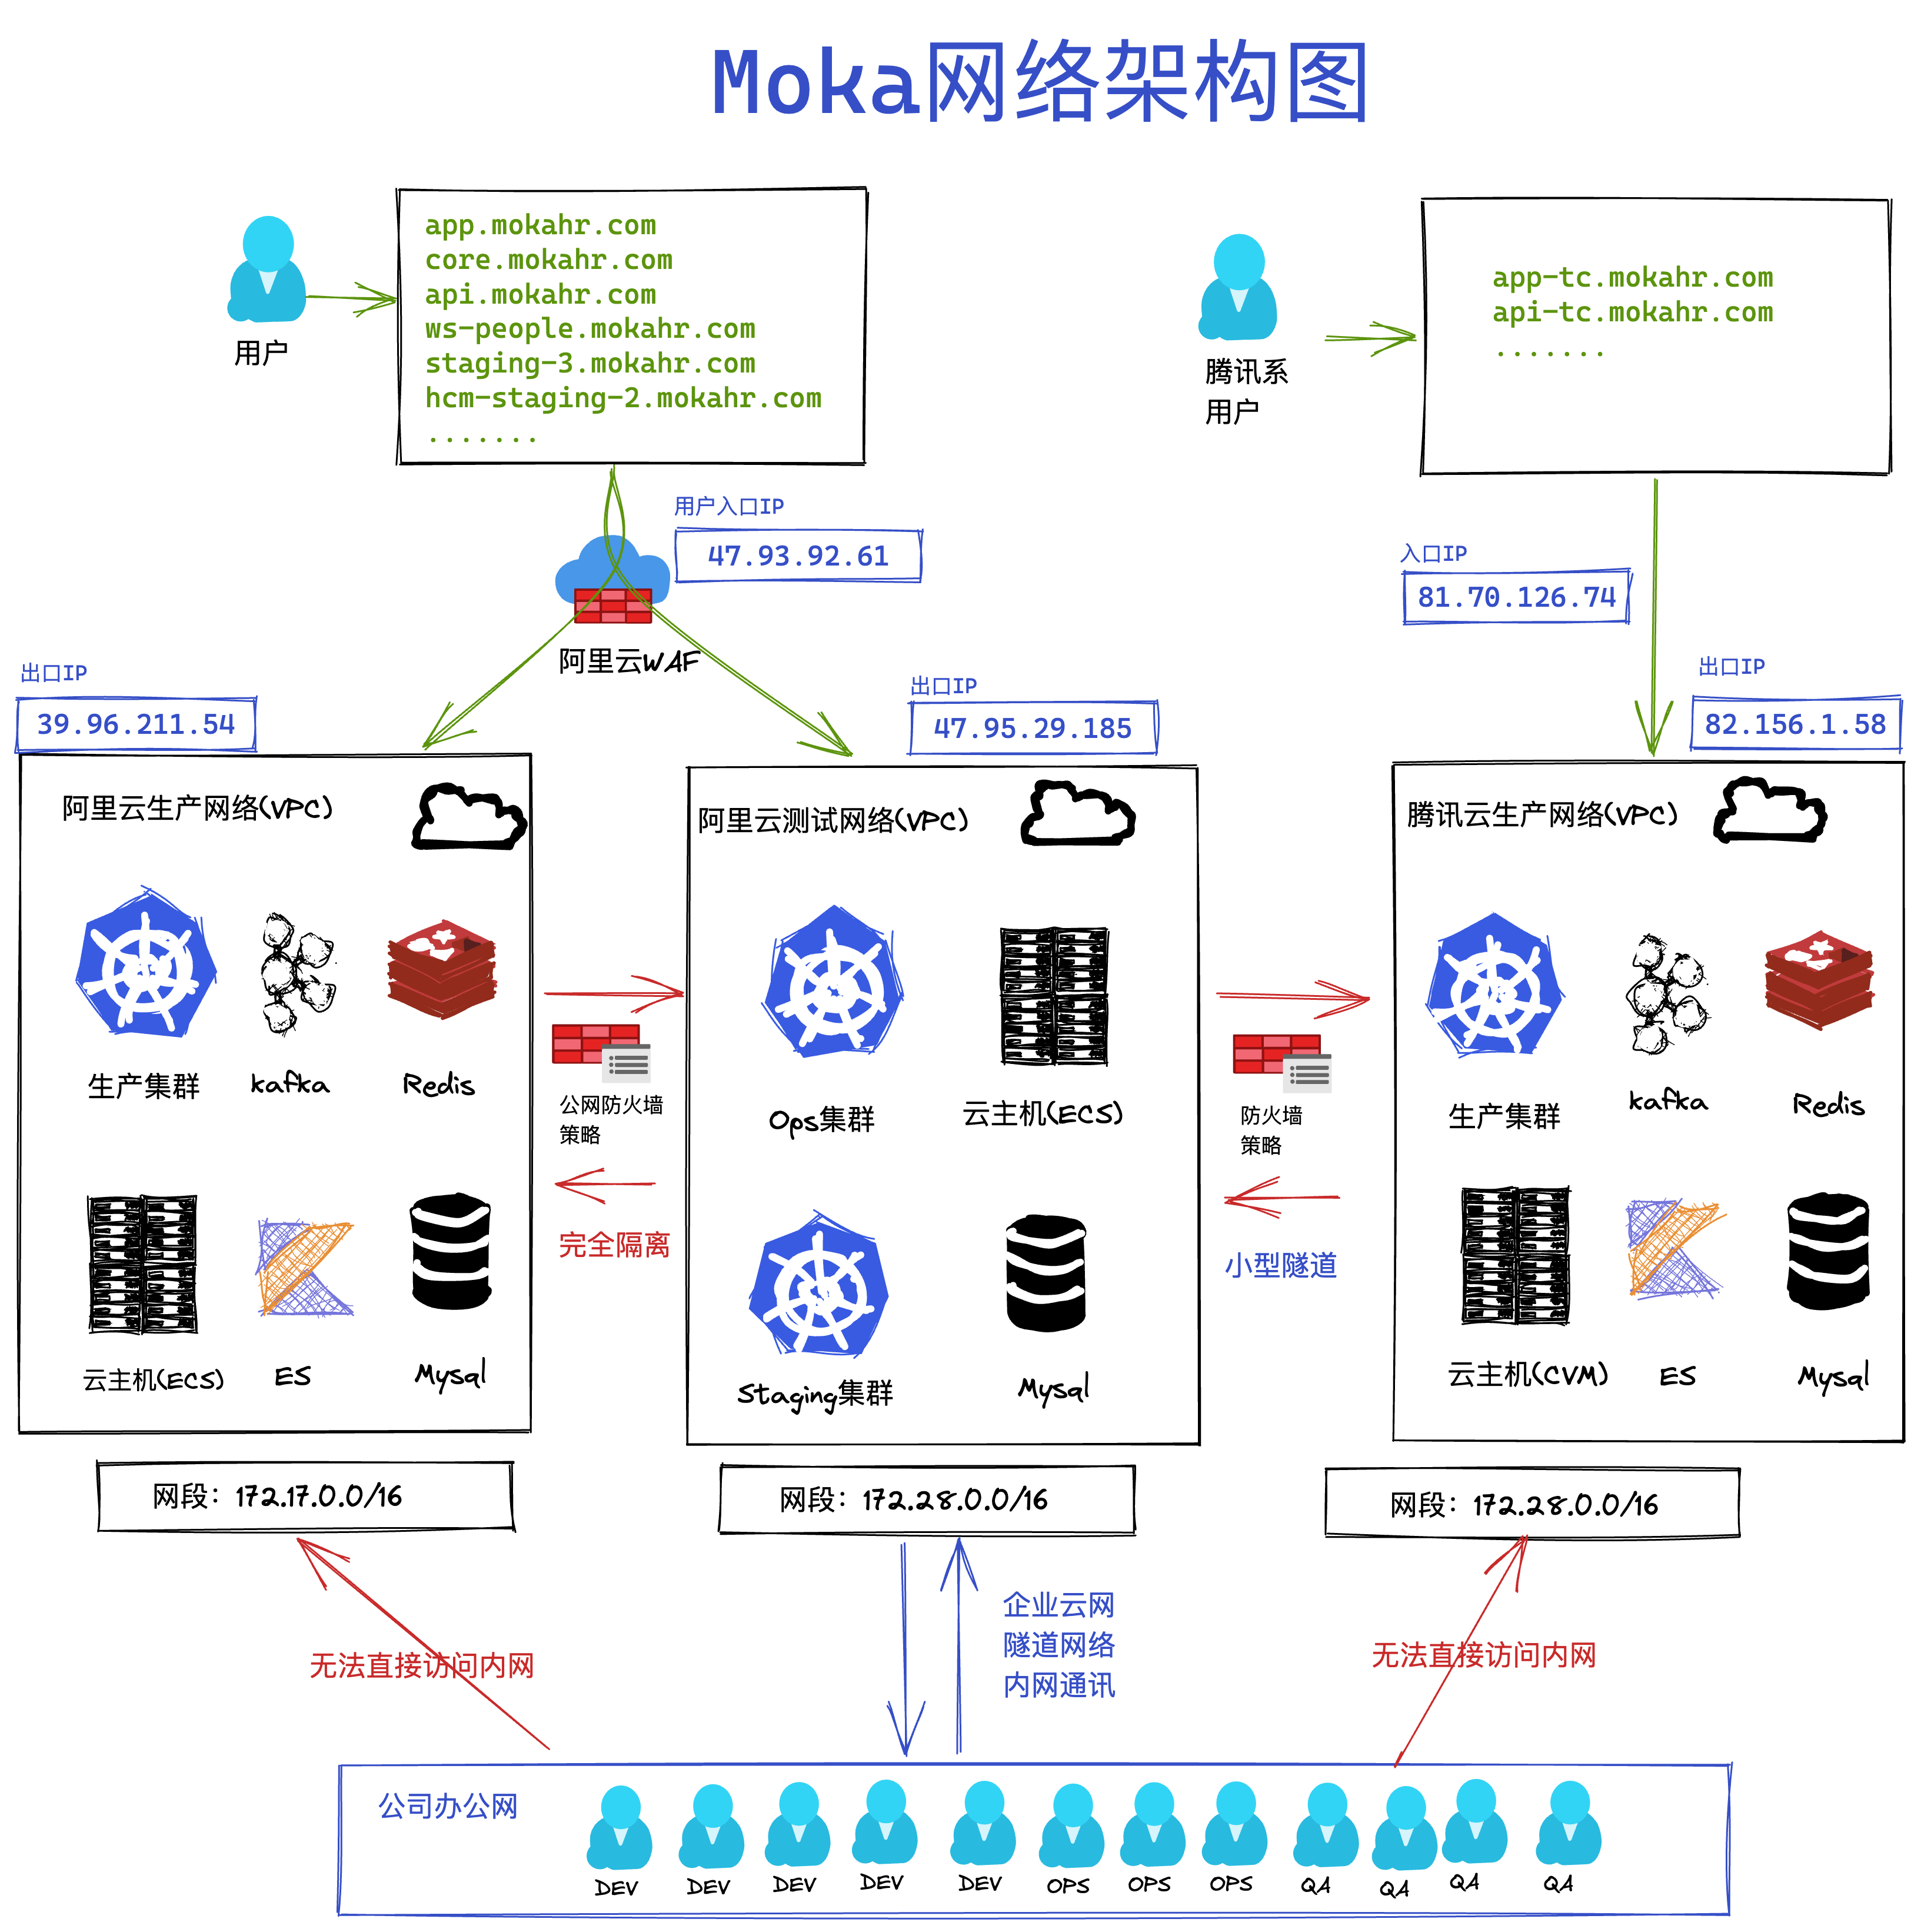 Moka网络架构图
用户
app.mokahr.com
core.mokahr.com
api.mokahr.com
ws-people.mokahr.com
staging-3.mokahr.com
hcm-staging-2.mokahr.com
.......
腾讯系
用户
app-tc.mokahr.com
api-tc.mokahr.com
.......
用户入口IP
47.93.92.61
阿里云WAF
入口IP
81.70.126.74
出口IP
39.96.211.54
出口IP
47.95.29.185
出口IP
82.156.1.58
阿里云生产网络(VPC)
生产集群
kafka
Redis
云主机(ECS)
ES
Mysql
公网防火墙
策略
完全隔离
阿里云测试网络(VPC)
Ops集群
云主机(ECS)
Staging集群
Mysql
防火墙
策略
小型隧道
腾讯云生产网络(VPC)
生产集群
kafka
Redis
云主机(CVM)
ES
Mysql
网段：172.17.0.0/16
网段：172.28.0.0/16
网段：172.28.0.0/16
无法直接访问内网
企业云网
隧道网络
内网通讯
无法直接访问内网
公司办公网
DEV
DEV
DEV
DEV
DEV
OPS
OPS
OPS
QA
QA
QA
QA